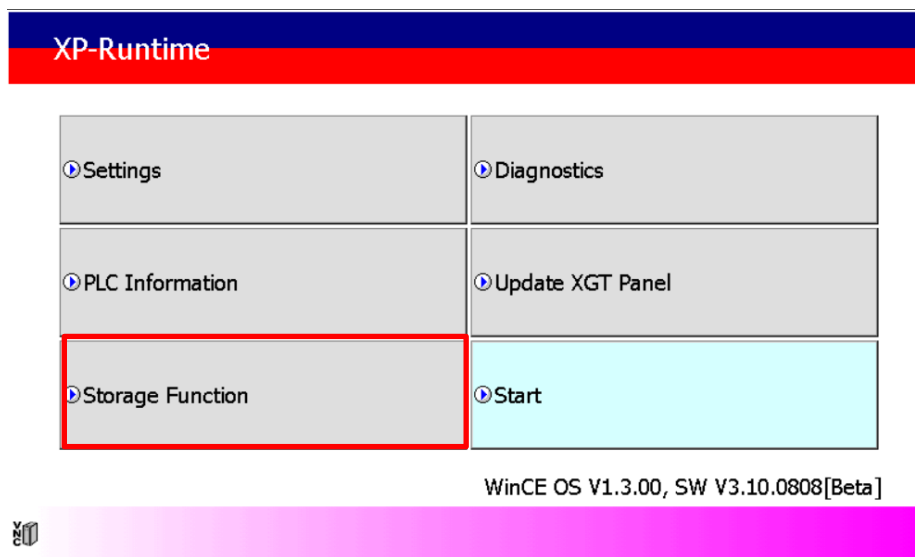 XP-Runtime
Settings
Diagnostics
PLC Information
Update XGT Panel
Storage Function
Start
WinCE OS V1.3.00, SW V3.10.0808[Beta]
VNC